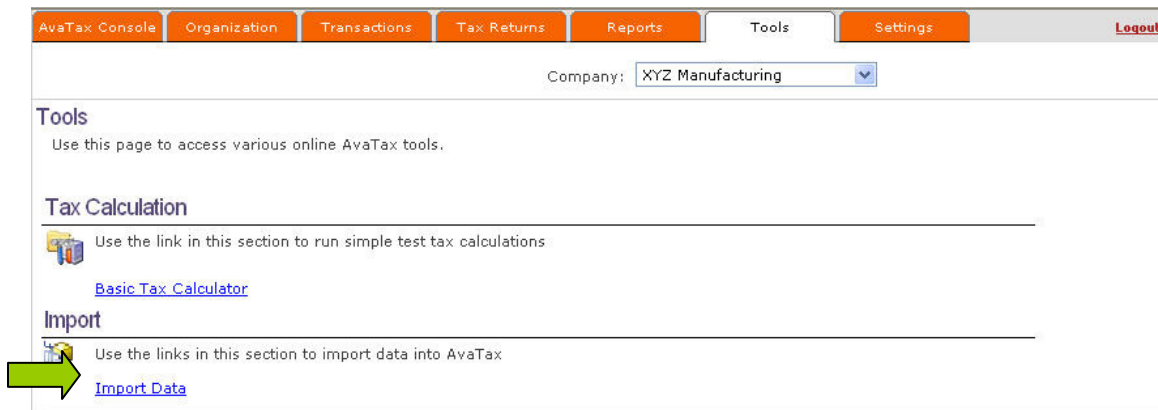 AvaTax Console Organization Transactions Tax Returns Reports Tools Settings Logout
Company: XYZ Manufacturing
Tools
Use this page to access various online AvaTax tools.
Tax Calculation
Use the link in this section to run simple test tax calculations
Basic Tax Calculator
Import
Use the links in this section to import data into AvaTax
Import Data